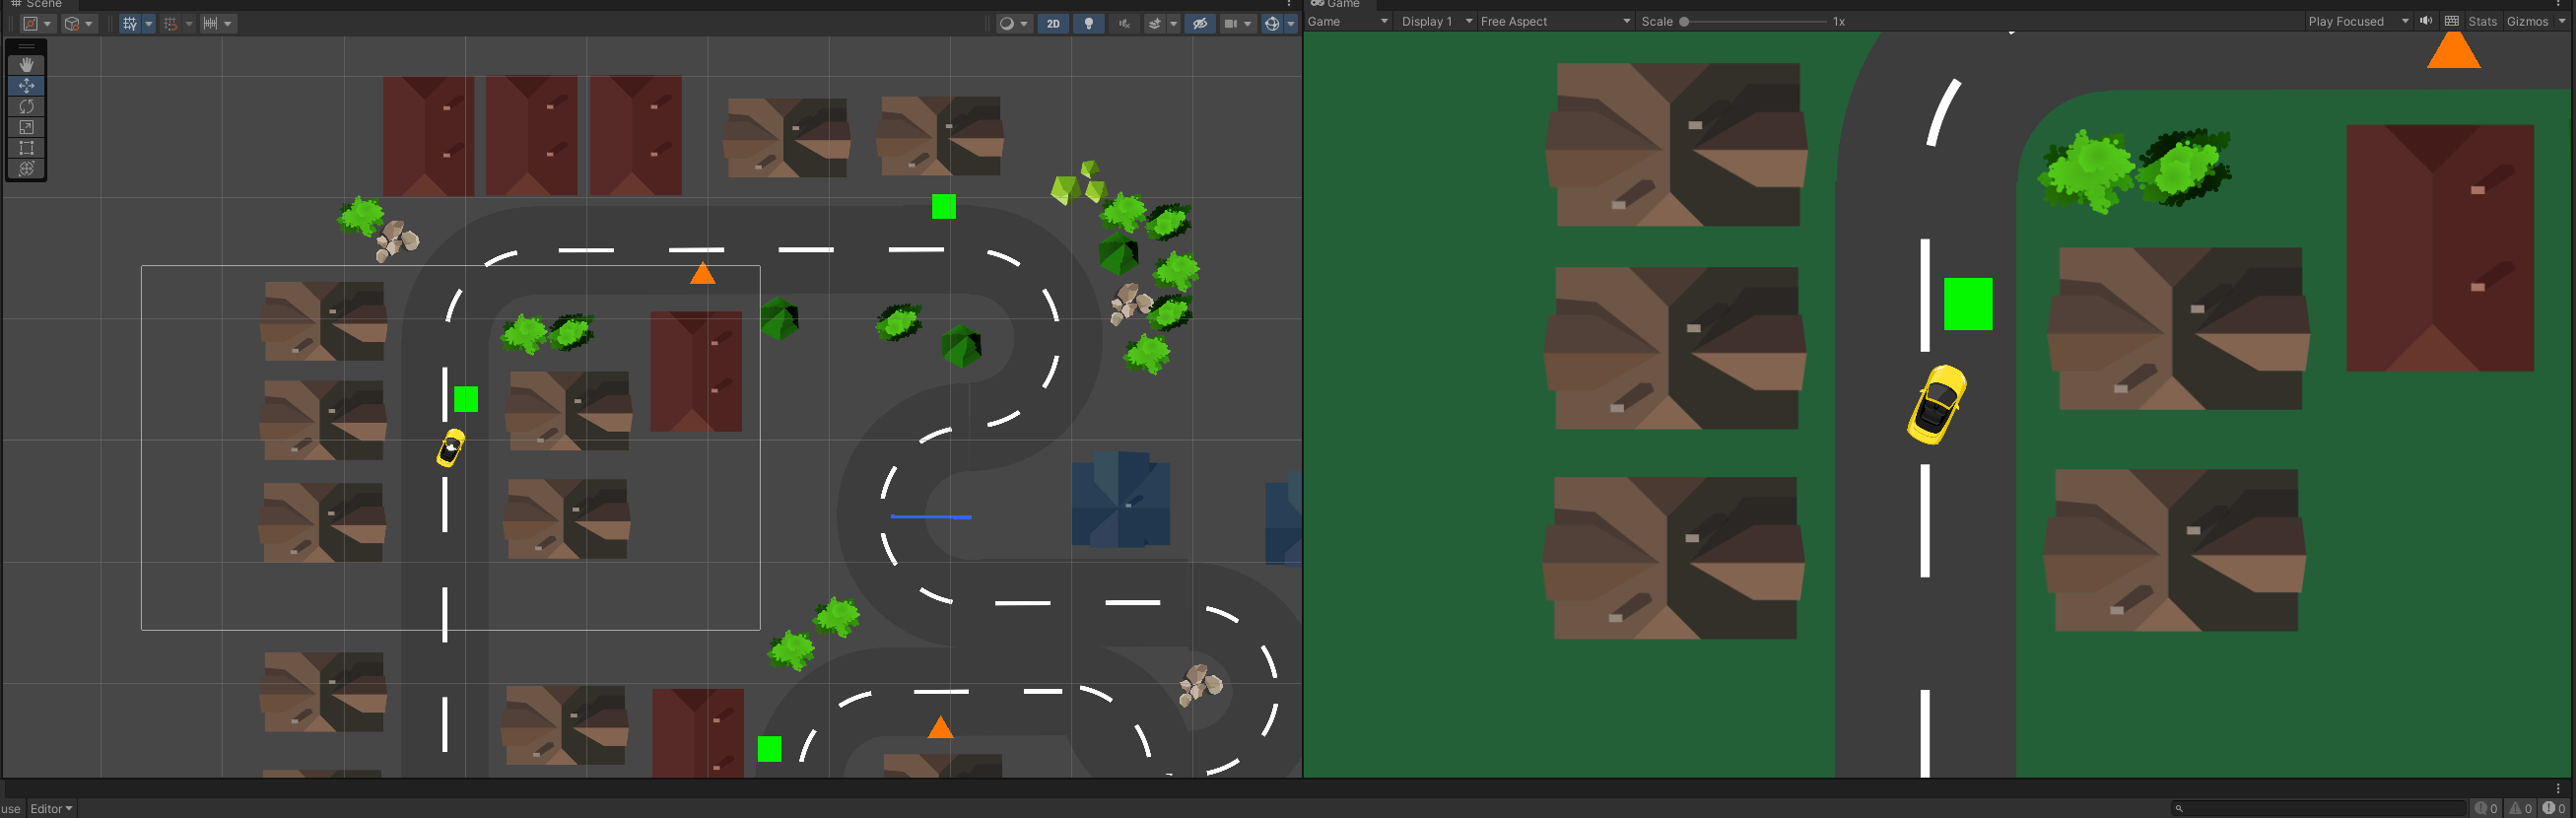 Scene
2D
Game
Game Display 1 Free Aspect Scale 1x Play Focused Stats Gizmos
use Editor
0 0 0